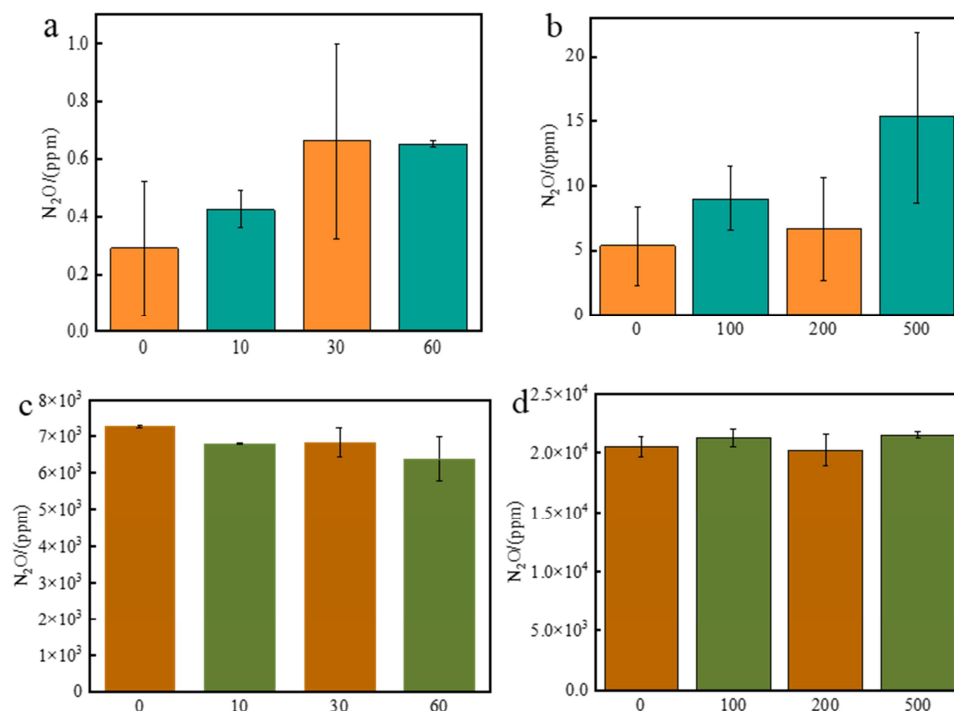 a
N₂O/(ppm)
1.0
0.8
0.6
0.4
0.2
0.0
0 10 30 60
b
N₂O/(ppm)
20
15
10
5
0
0 100 200 500
c
N₂O/(ppm)
8×10³
7×10³
6×10³
5×10³
4×10³
3×10³
2×10³
1×10³
0
0 10 30 60
d
N₂O/(ppm)
2.5×10⁴
2.0×10⁴
1.5×10⁴
1.0×10⁴
5.0×10³
0.0
0 100 200 500